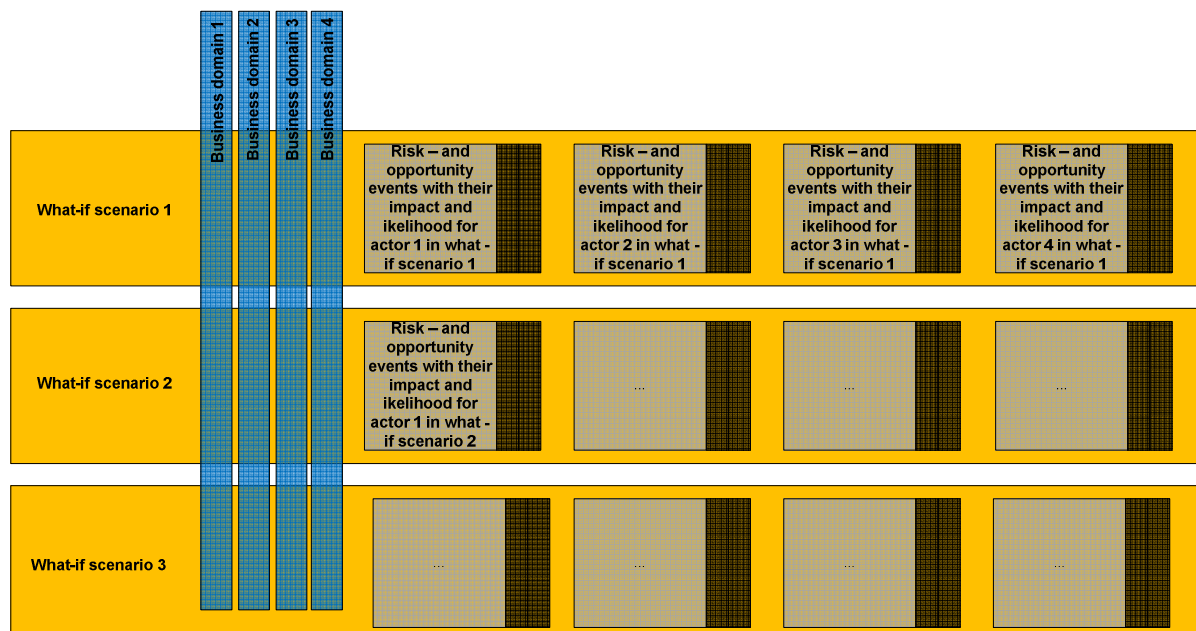 Business domain 1
Business domain 2
Business domain 3
Business domain 4
What-if scenario 1
Risk – and
opportunity
events with their
impact and
ikelihood for
actor 1 in what -
if scenario 1
Risk – and
opportunity
events with their
impact and
ikelihood for
actor 2 in what -
if scenario 1
Risk – and
opportunity
events with their
impact and
ikelihood for
actor 3 in what -
if scenario 1
Risk – and
opportunity
events with their
impact and
ikelihood for
actor 4 in what -
if scenario 1
What-if scenario 2
Risk – and
opportunity
events with their
impact and
ikelihood for
actor 1 in what -
if scenario 2
...
...
...
What-if scenario 3
...
...
...
...